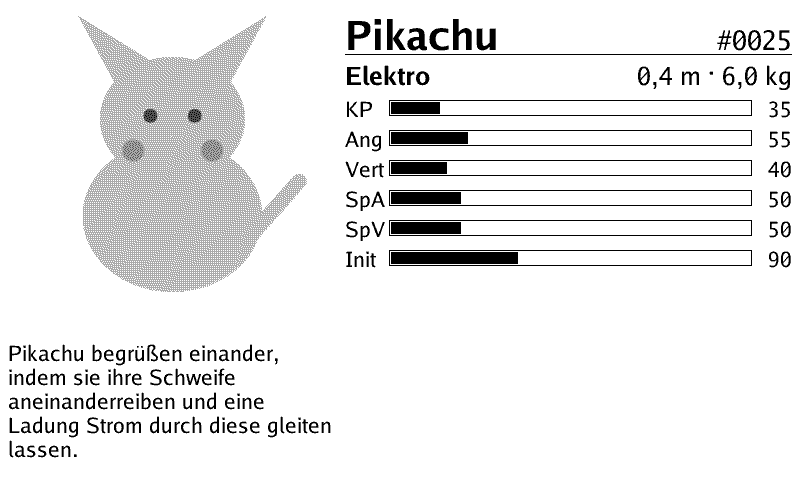 Pikachu #0025
Elektro 0,4 m · 6,0 kg
KP 35
Ang 55
Vert 40
SpA 50
SpV 50
Init 90
Pikachu begrüßen einander,
indem sie ihre Schweife
aneinanderreiben und eine
Ladung Strom durch diese gleiten
lassen.